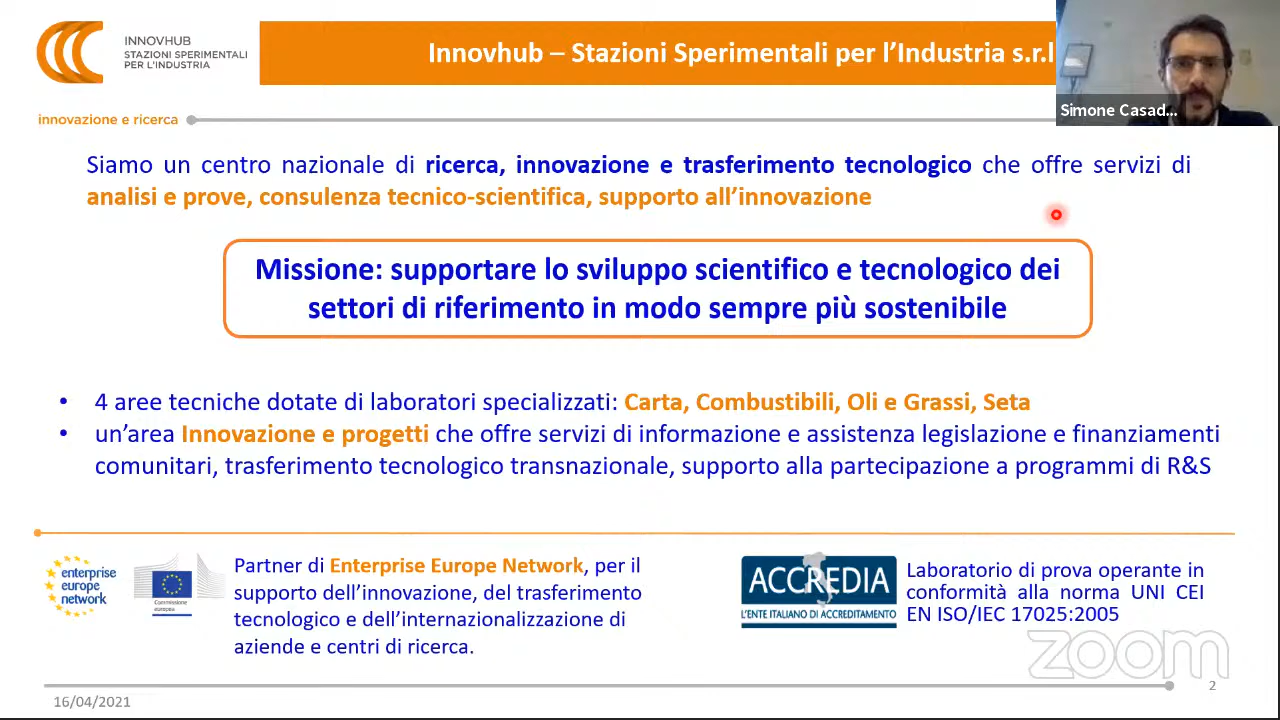 INNOVHUB
STAZIONI SPERIMENTALI
PER L'INDUSTRIA
Innovhub – Stazioni Sperimentali per l'Industria s.r.l
Simone Casad...
innovazione e ricerca
Siamo un centro nazionale di ricerca, innovazione e trasferimento tecnologico che offre servizi di
analisi e prove, consulenza tecnico-scientifica, supporto all'innovazione
Missione: supportare lo sviluppo scientifico e tecnologico dei
settori di riferimento in modo sempre più sostenibile
• 4 aree tecniche dotate di laboratori specializzati: Carta, Combustibili, Oli e Grassi, Seta
• un'area Innovazione e progetti che offre servizi di informazione e assistenza legislazione e finanziamenti
comunitari, trasferimento tecnologico transnazionale, supporto alla partecipazione a programmi di R&S
enterprise
europe
network
Commissione
europea
Partner di Enterprise Europe Network, per il
supporto dell'innovazione, del trasferimento
tecnologico e dell'internazionalizzazione di
aziende e centri di ricerca.
ACCREDIA
L'ENTE ITALIANO DI ACCREDITAMENTO
Laboratorio di prova operante in
conformità alla norma UNI CEI
EN ISO/IEC 17025:2005
zoom
16/04/2021
2